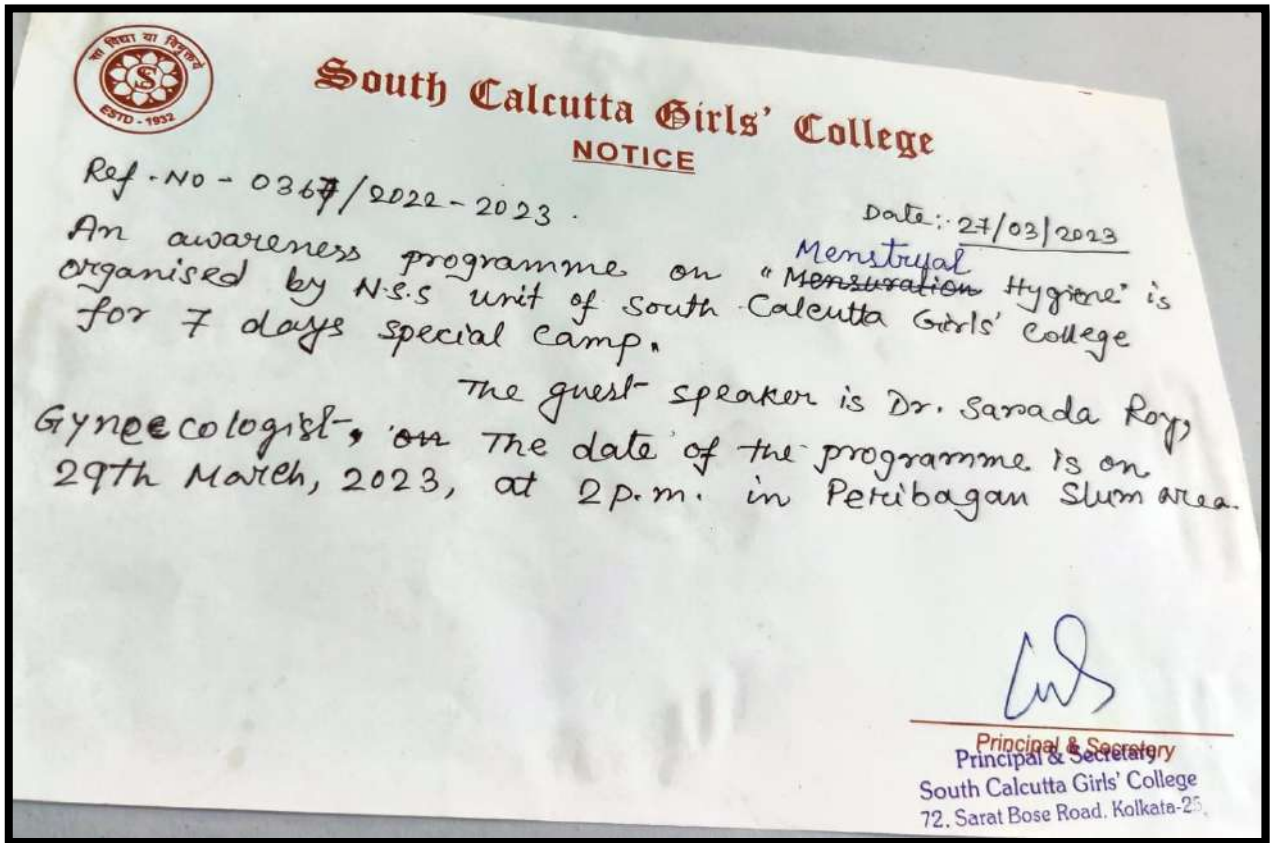 सा विद्या या विमुक्तये
S
ESTD - 1932
South Calcutta Girls' College
NOTICE
Ref. No - 0367/2022-2023.
Date: 27/03/2023
Menstryal
An awareness programme on "Mensuration Hygiene" is
organised by N.S.S unit of South Calcutta Girls' College
for 7 days special camp.
The guest speaker is Dr. Sarada Roy,
Gynecologist, on The date of the programme is on
29th March, 2023, at 2 p.m. in Peribagan Slum area.
Principal & Secretary
Principal & Secretary
South Calcutta Girls' College
72, Sarat Bose Road, Kolkata-25